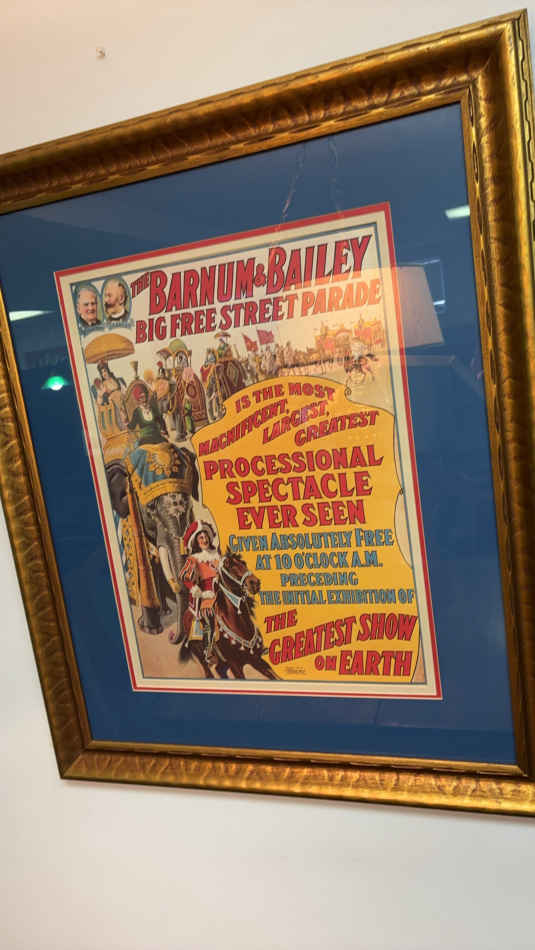 THE BARNUM & BAILEY
BIG FREE STREET PARADE
IS THE MOST
MAGNIFICENT,
LARGEST,
GREATEST
PROCESSIONAL
SPECTACLE
EVER SEEN
GIVEN ABSOLUTELY FREE
AT 10 O'CLOCK A.M.
PRECEDING
THE INITIAL EXHIBITION OF
THE
GREATEST SHOW
ON EARTH